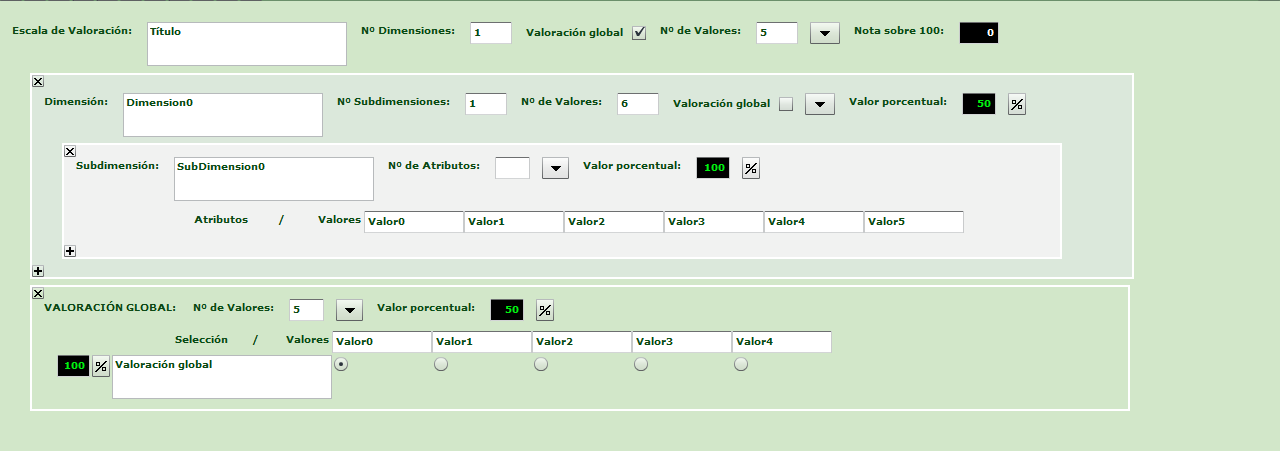 Escala de Valoración: Título Nº Dimensiones: 1 Valoración global Nº de Valores: 5 Nota sobre 100: 0
Dimensión: Dimension0 Nº Subdimensiones: 1 Nº de Valores: 6 Valoración global Valor porcentual: 50 %
Subdimensión: SubDimension0 Nº de Atributos: Valor porcentual: 100 %
Atributos / Valores Valor0 Valor1 Valor2 Valor3 Valor4 Valor5
VALORACIÓN GLOBAL: Nº de Valores: 5 Valor porcentual: 50 %
Selección / Valores Valor0 Valor1 Valor2 Valor3 Valor4
100 % Valoración global